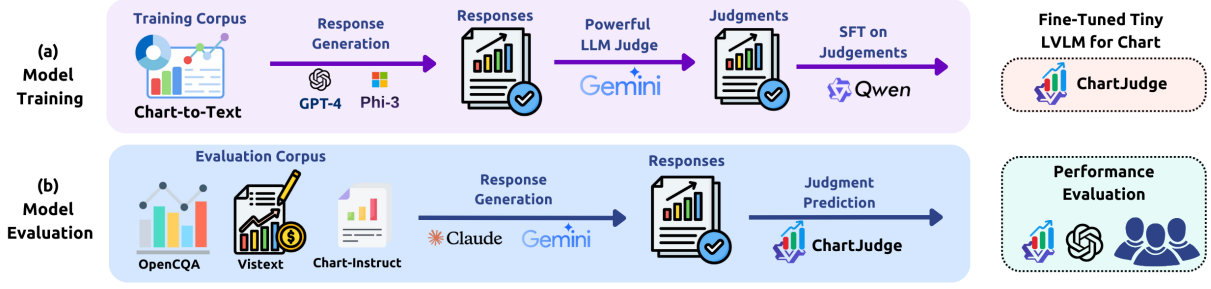 (a)
Model
Training
Training Corpus
Chart-to-Text
Response
Generation
GPT-4
Phi-3
Responses
Powerful
LLM Judge
Gemini
Judgments
SFT on
Judgements
Qwen
Fine-Tuned Tiny
LVLM for Chart
ChartJudge
(b)
Model
Evaluation
Evaluation Corpus
OpenCQA
Vistext
Chart-Instruct
Response
Generation
Claude
Gemini
Responses
Judgment
Prediction
ChartJudge
Performance
Evaluation